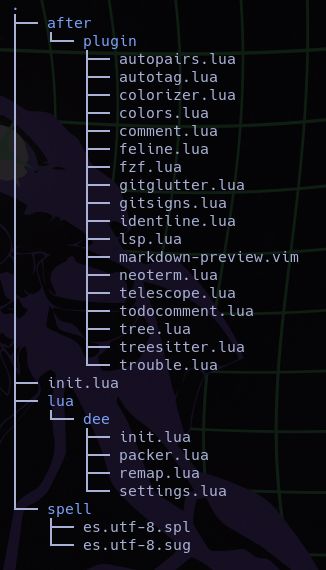 .
after
plugin
autopairs.lua
autotag.lua
colorizer.lua
colors.lua
comment.lua
feline.lua
fzf.lua
gitglutter.lua
gitsigns.lua
identline.lua
lsp.lua
markdown-preview.vim
neoterm.lua
telescope.lua
todocomment.lua
tree.lua
treesitter.lua
trouble.lua
init.lua
lua
dee
init.lua
packer.lua
remap.lua
settings.lua
spell
es.utf-8.spl
es.utf-8.sug